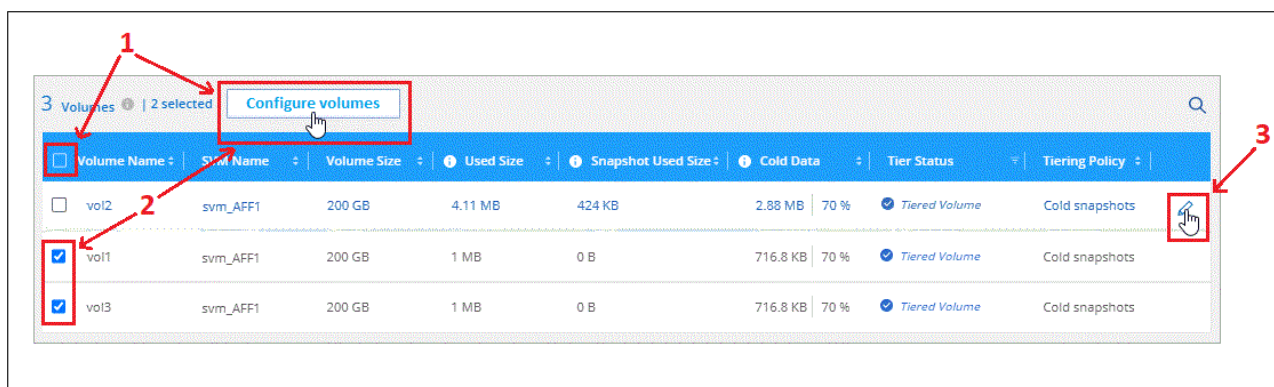 1
3 Volumes | 2 selected Configure volumes
3
Volume Name SVM Name Volume Size Used Size Snapshot Used Size Cold Data Tier Status Tiering Policy
2
vol2 svm_AFF1 200 GB 4.11 MB 424 KB 2.88 MB 70 % Tiered Volume Cold snapshots
vol1 svm_AFF1 200 GB 1 MB 0 B 716.8 KB 70 % Tiered Volume Cold snapshots
vol3 svm_AFF1 200 GB 1 MB 0 B 716.8 KB 70 % Tiered Volume Cold snapshots